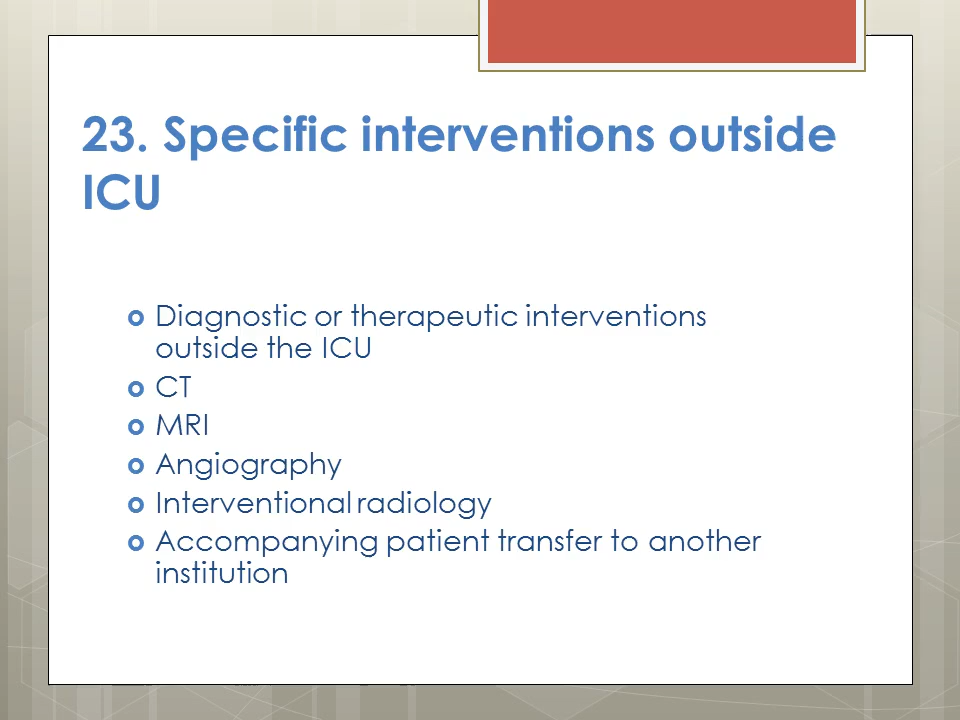 23. Specific interventions outside
ICU
Diagnostic or therapeutic interventions
outside the ICU
CT
MRI
Angiography
Interventional radiology
Accompanying patient transfer to another
institution